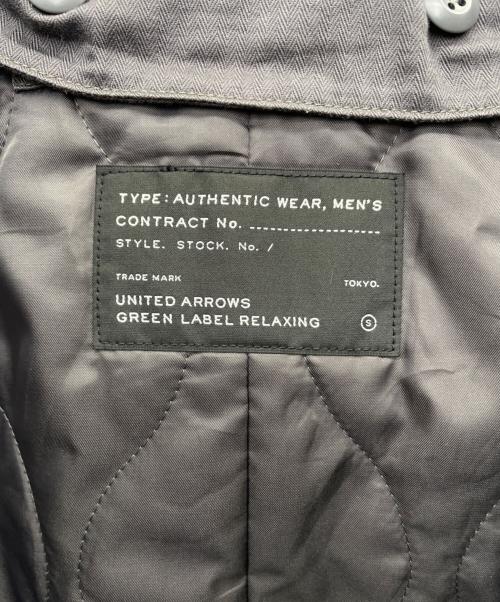 TYPE: AUTHENTIC WEAR, MEN'S
CONTRACT No. --------------------
STYLE. STOCK. No. /
TRADE MARK TOKYO.
UNITED ARROWS
GREEN LABEL RELAXING Ⓢ